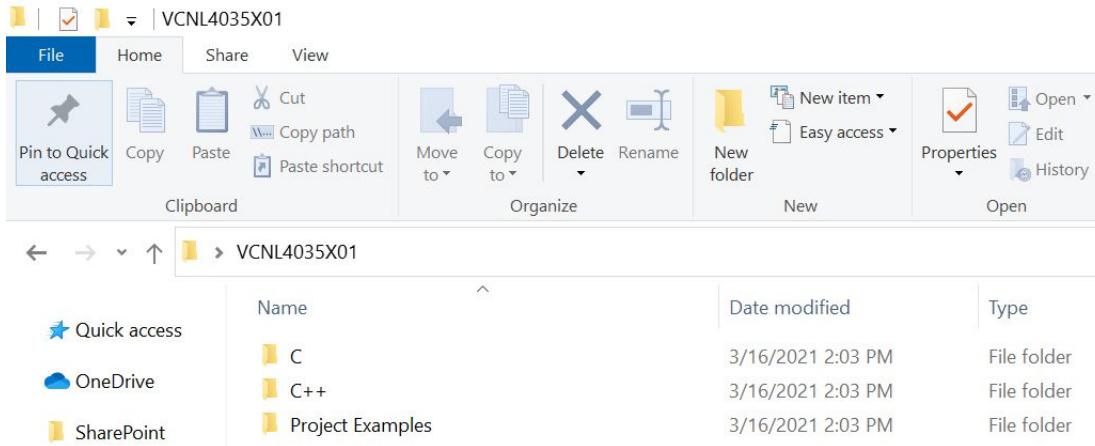 VCNL4035X01
File Home Share View
Pin to Quick access
Copy
Paste
Cut
Copy path
Paste shortcut
Move to
Copy to
Delete
Rename
New folder
New item
Easy access
Properties
Open
Edit
History
Clipboard Organize New Open
VCNL4035X01
Name Date modified Type
Quick access
OneDrive
SharePoint
C 3/16/2021 2:03 PM File folder
C++ 3/16/2021 2:03 PM File folder
Project Examples 3/16/2021 2:03 PM File folder